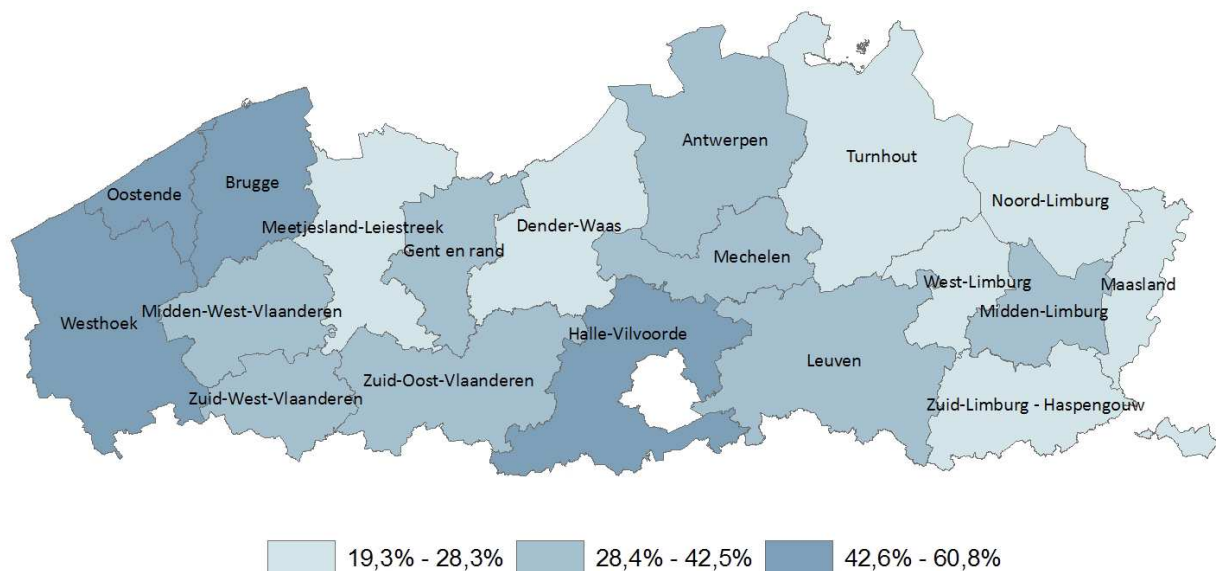 Antwerpen
Turnhout
Oostende
Brugge
Noord-Limburg
Meetjesland-Leiestreek
Dender-Waas
Gent en rand
Mechelen
West-Limburg
Maasland
Midden-West-Vlaanderen
Midden-Limburg
Westhoek
Halle-Vilvoorde
Leuven
Zuid-Oost-Vlaanderen
Zuid-West-Vlaanderen
Zuid-Limburg - Haspengouw
19,3% - 28,3% 28,4% - 42,5% 42,6% - 60,8%